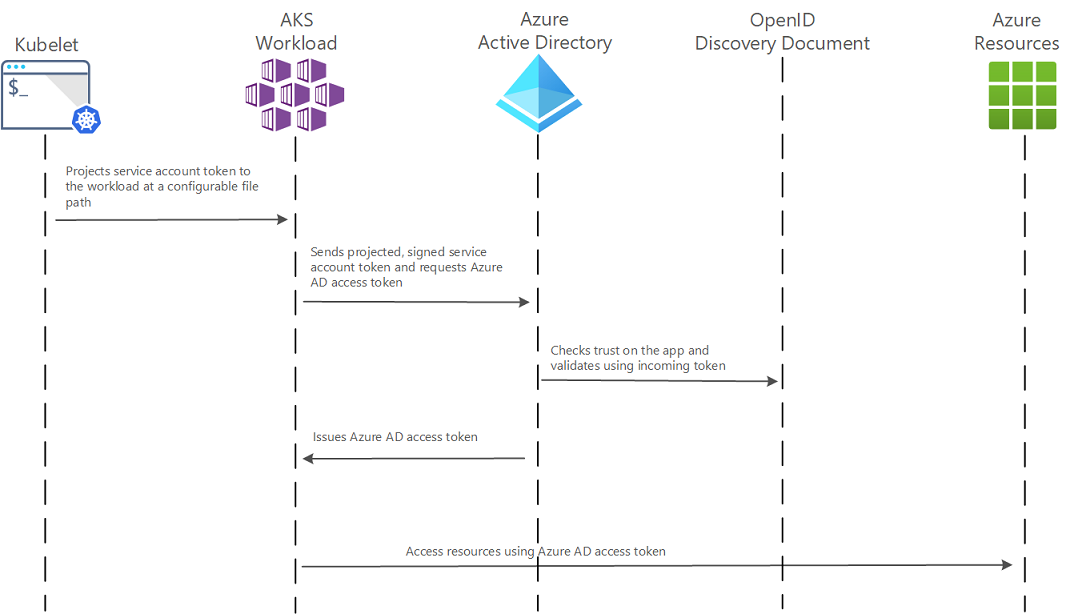 Kubelet
AKS
Workload
Azure
Active Directory
OpenID
Discovery Document
Azure
Resources
$_
Projects service account token to
the workload at a configurable file
path
Sends projected, signed service
account token and requests Azure
AD access token
Checks trust on the app and
validates using incoming token
Issues Azure AD access token
Access resources using Azure AD access token